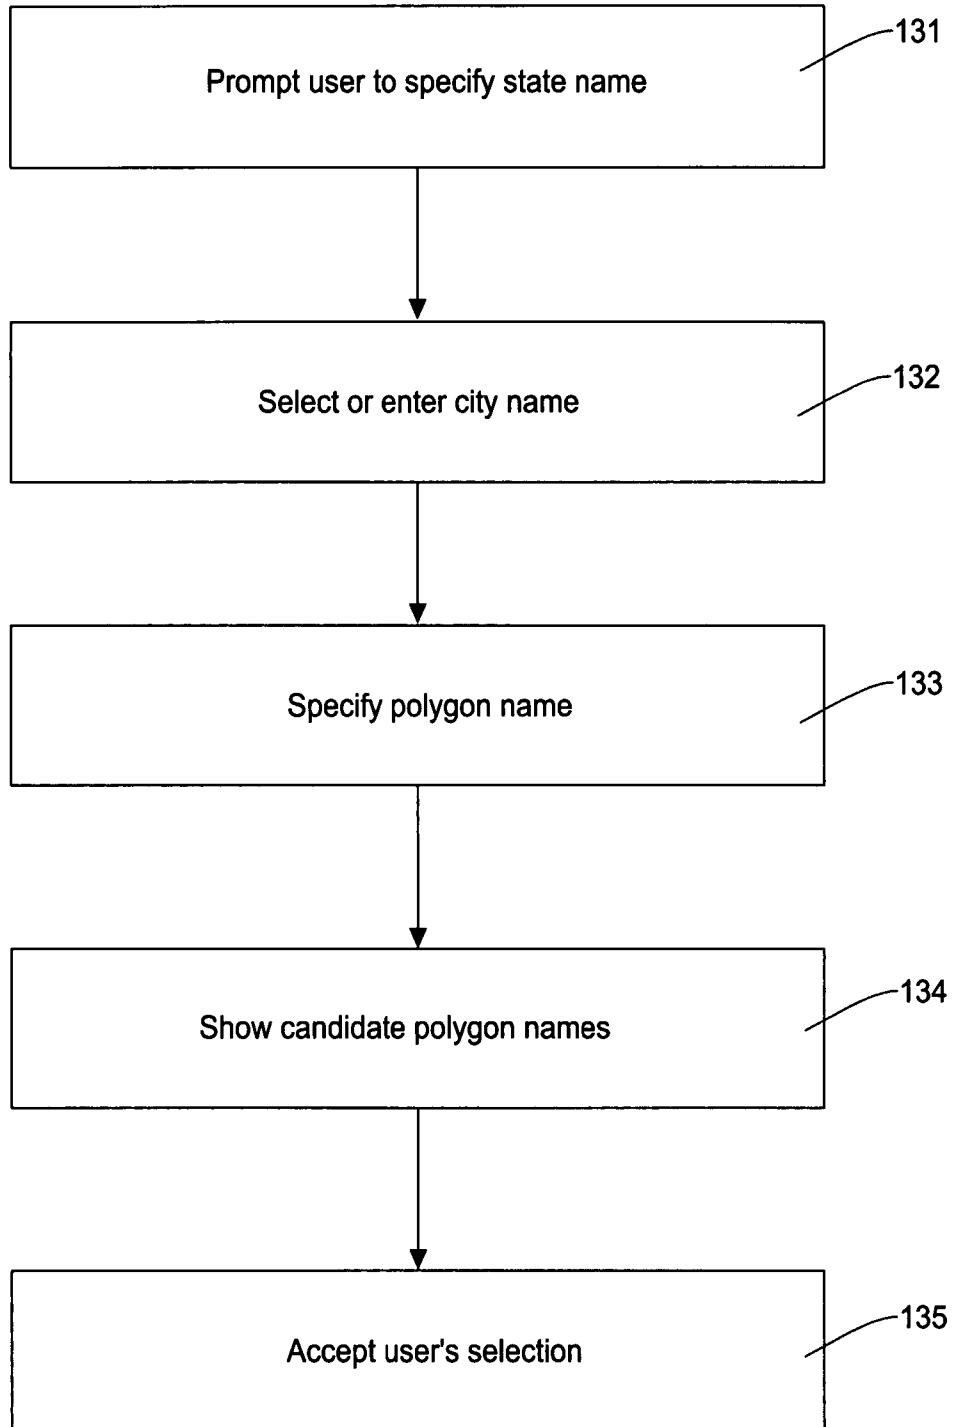 131
Prompt user to specify state name
132
Select or enter city name
133
Specify polygon name
134
Show candidate polygon names
135
Accept user's selection